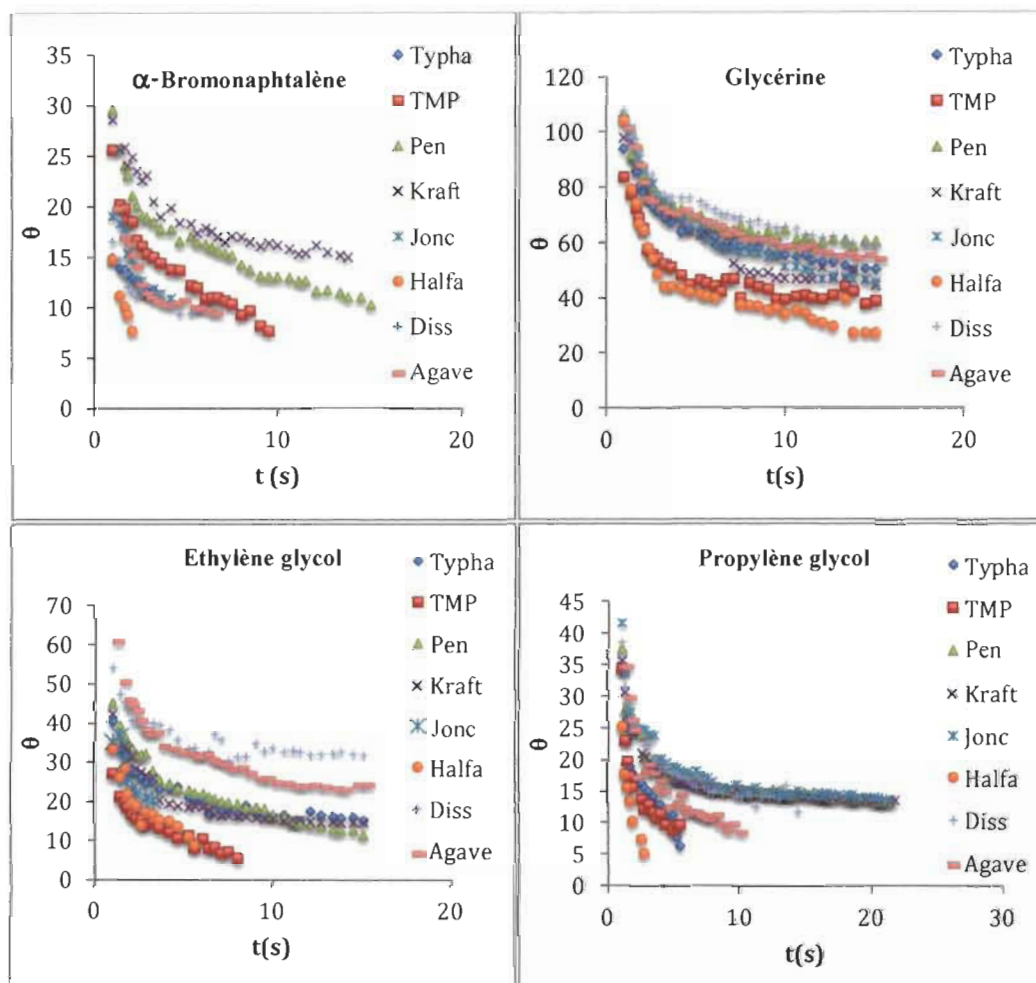 α-Bromonaphtalène
35
30
25
20
15
10
5
0
θ
0
10
20
t (s)
Typha
TMP
Pen
Kraft
Jonc
Halfa
Diss
Agave
Glycérine
120
100
80
60
40
20
0
θ
0
10
20
t(s)
Typha
TMP
Pen
Kraft
Jonc
Halfa
Diss
Agave
Ethylène glycol
70
60
50
40
30
20
10
0
θ
0
10
20
t(s)
Typha
TMP
Pen
Kraft
Jonc
Halfa
Diss
Agave
Propylène glycol
45
40
35
30
25
20
15
10
5
0
θ
0
10
20
30
t(s)
Typha
TMP
Pen
Kraft
Jonc
Halfa
Diss
Agave